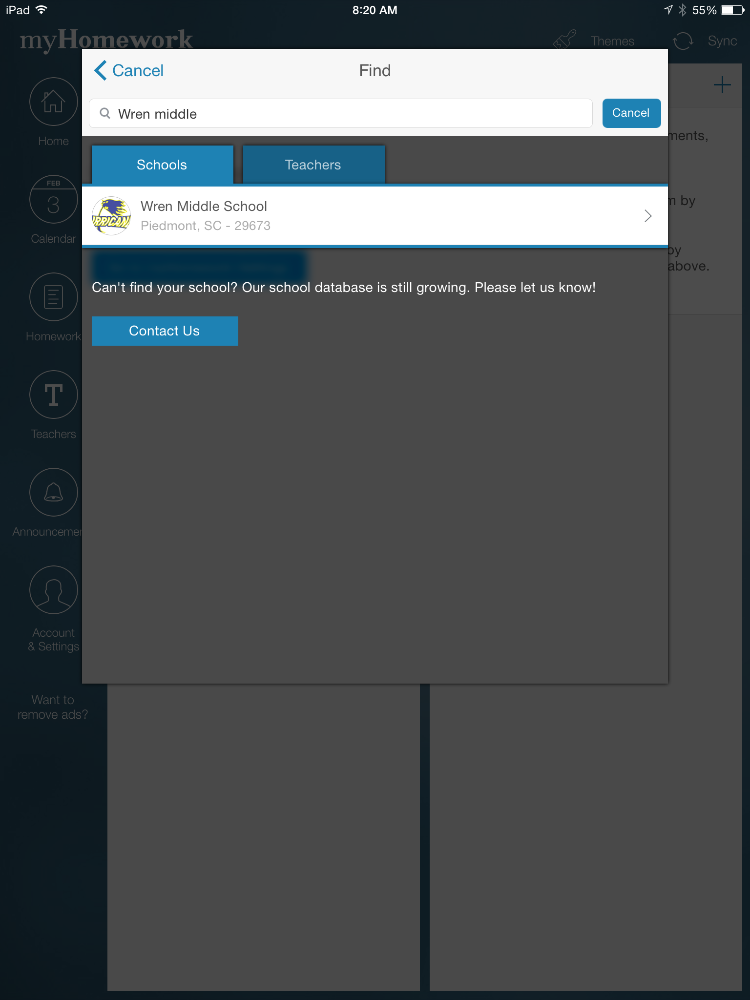 iPad
8:20 AM
55%
myHomework
Themes
Sync
Cancel
Find
Wren middle
Cancel
Schools
Teachers
Wren Middle School
Piedmont, SC - 29673
Can't find your school? Our school database is still growing. Please let us know!
Contact Us
Home
FEB
3
Calendar
Homework
T
Teachers
Announcemen
Account
& Settings
Want to
remove ads?
ments,
m by
by
above.